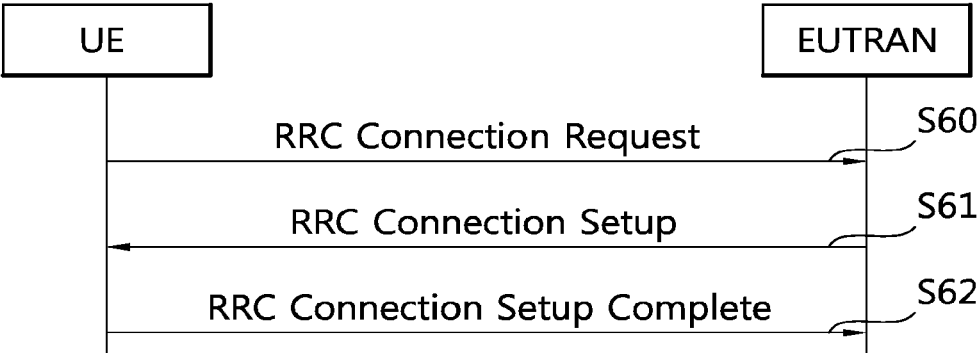 UE
EUTRAN
RRC Connection Request
S60
RRC Connection Setup
S61
RRC Connection Setup Complete
S62